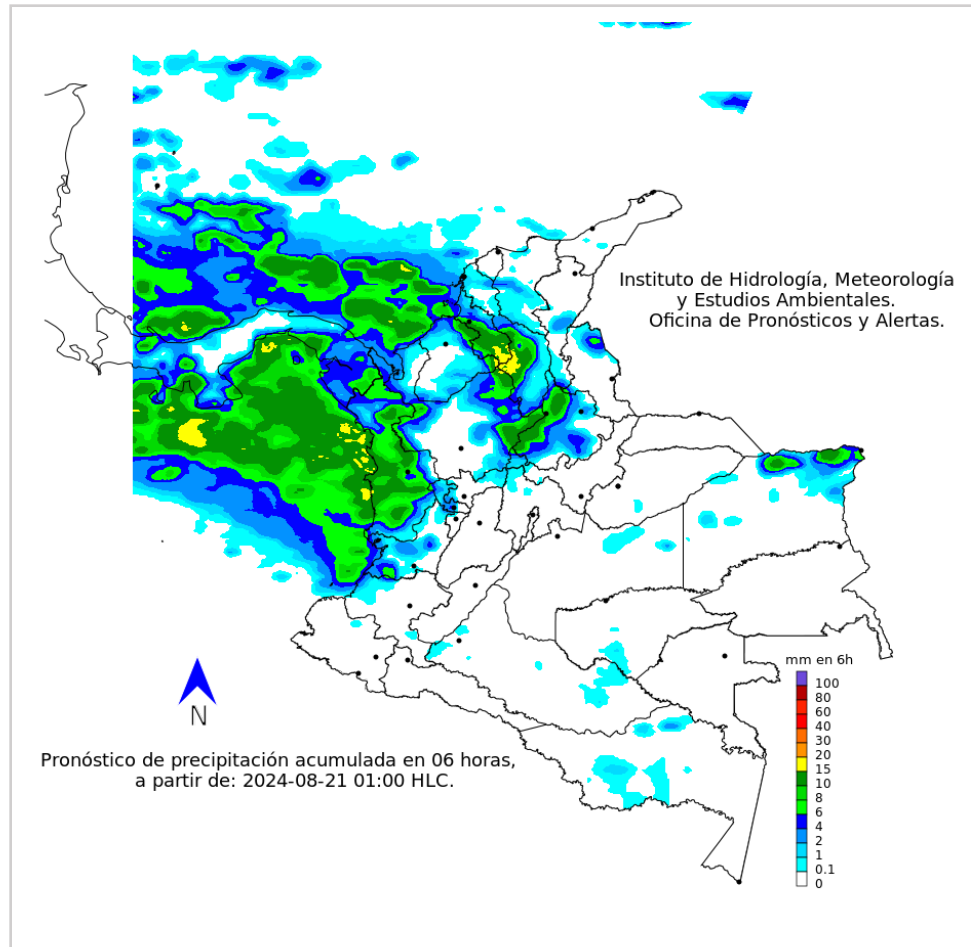 Instituto de Hidrología, Meteorología
y Estudios Ambientales.
Oficina de Pronósticos y Alertas.
mm en 6h
100
80
60
40
30
20
15
10
8
6
4
2
1
0.1
0
N
Pronóstico de precipitación acumulada en 06 horas,
a partir de: 2024-08-21 01:00 HLC.